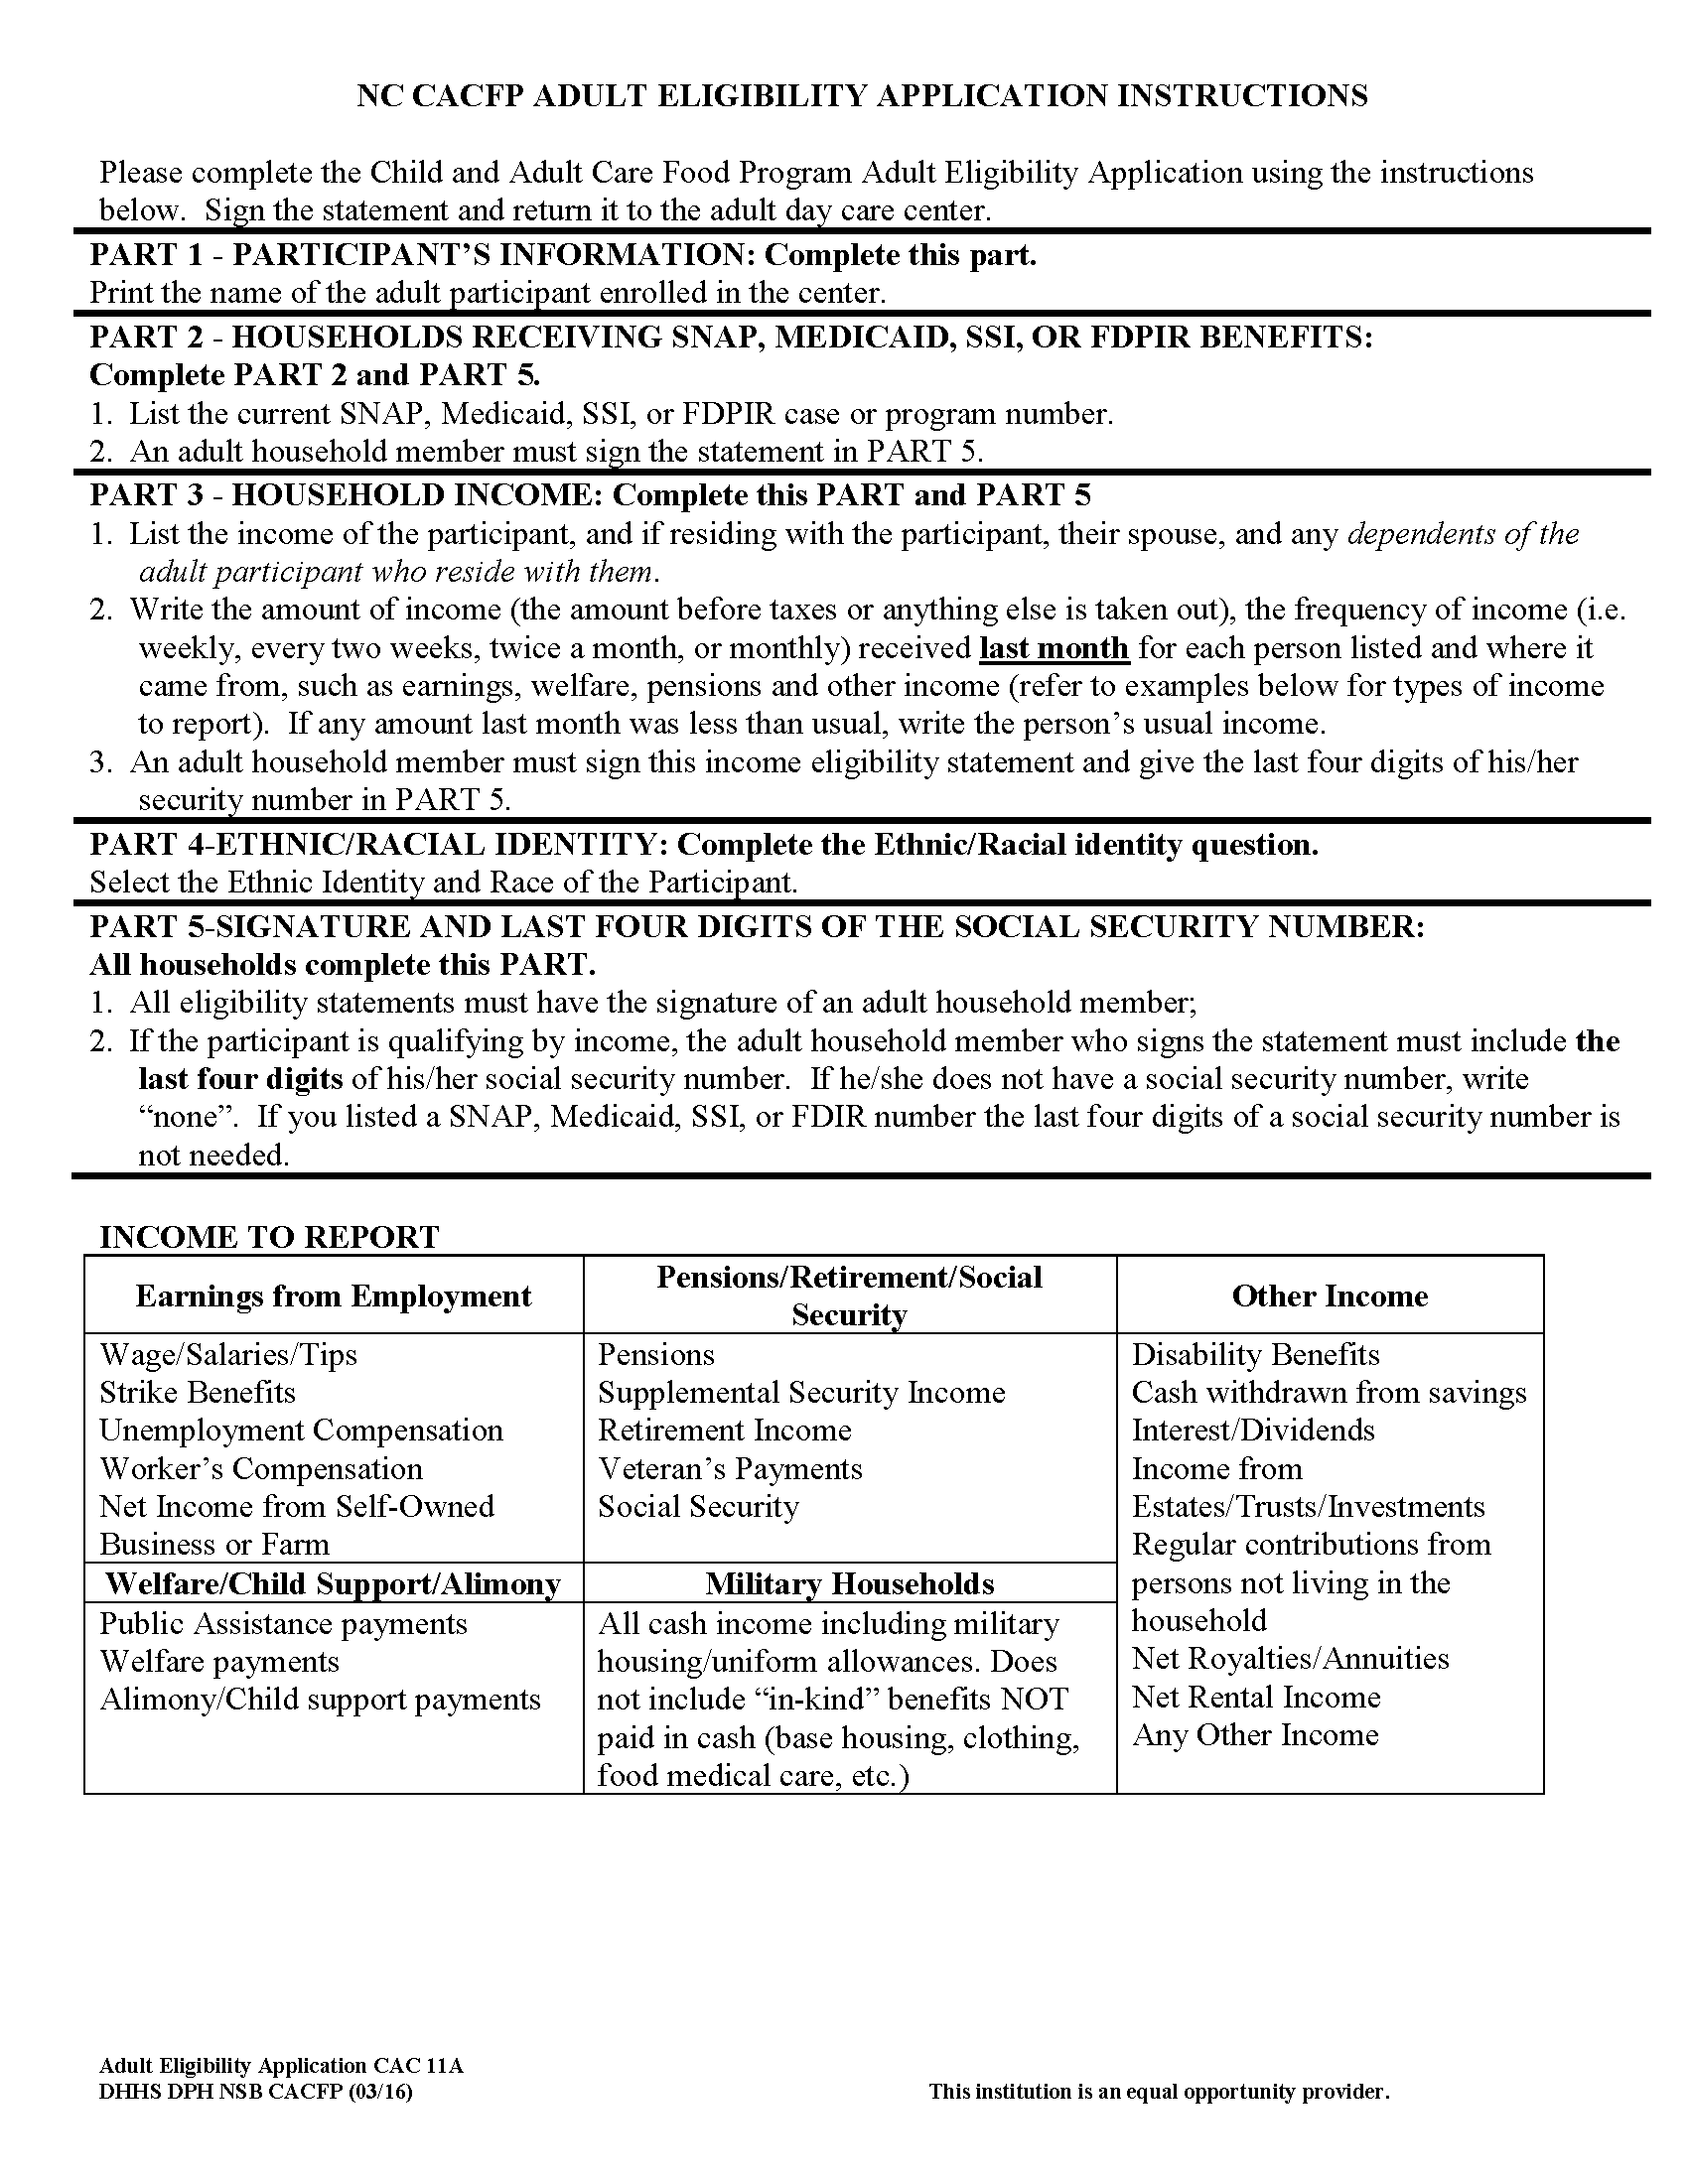 NC CACFP ADULT ELIGIBILITY APPLICATION INSTRUCTIONS
Please complete the Child and Adult Care Food Program Adult Eligibility Application using the instructions
below.  Sign the statement and return it to the adult day care center.
PART 1 - PARTICIPANT’S INFORMATION: Complete this part.
Print the name of the adult participant enrolled in the center.
PART 2 - HOUSEHOLDS RECEIVING SNAP, MEDICAID, SSI, OR FDPIR BENEFITS:
Complete PART 2 and PART 5.
1.  List the current SNAP, Medicaid, SSI, or FDPIR case or program number.
2.  An adult household member must sign the statement in PART 5.
PART 3 - HOUSEHOLD INCOME: Complete this PART and PART 5
1.  List the income of the participant, and if residing with the participant, their spouse, and any dependents of the
adult participant who reside with them.
2.  Write the amount of income (the amount before taxes or anything else is taken out), the frequency of income (i.e.
weekly, every two weeks, twice a month, or monthly) received last month for each person listed and where it
came from, such as earnings, welfare, pensions and other income (refer to examples below for types of income
to report).  If any amount last month was less than usual, write the person’s usual income.
3.  An adult household member must sign this income eligibility statement and give the last four digits of his/her
security number in PART 5.
PART 4-ETHNIC/RACIAL IDENTITY: Complete the Ethnic/Racial identity question.
Select the Ethnic Identity and Race of the Participant.
PART 5-SIGNATURE AND LAST FOUR DIGITS OF THE SOCIAL SECURITY NUMBER:
All households complete this PART.
1.  All eligibility statements must have the signature of an adult household member;
2.  If the participant is qualifying by income, the adult household member who signs the statement must include the
last four digits of his/her social security number.  If he/she does not have a social security number, write
“none”.  If you listed a SNAP, Medicaid, SSI, or FDIR number the last four digits of a social security number is
not needed.
INCOME TO REPORT
Earnings from Employment
Wage/Salaries/Tips
Strike Benefits
Unemployment Compensation
Worker’s Compensation
Net Income from Self-Owned
Business or Farm
Pensions/Retirement/Social
Security
Pensions
Supplemental Security Income
Retirement Income
Veteran’s Payments
Social Security
Other Income
Disability Benefits
Cash withdrawn from savings
Interest/Dividends
Income from
Estates/Trusts/Investments
Regular contributions from
persons not living in the
household
Net Royalties/Annuities
Net Rental Income
Any Other Income
Welfare/Child Support/Alimony
Public Assistance payments
Welfare payments
Alimony/Child support payments
Military Households
All cash income including military
housing/uniform allowances. Does
not include “in-kind” benefits NOT
paid in cash (base housing, clothing,
food medical care, etc.)
Adult Eligibility Application CAC 11A
DHHS DPH NSB CACFP (03/16)
This institution is an equal opportunity provider.